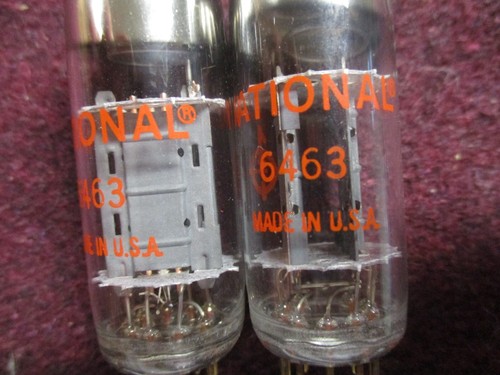 ONAL®
463
E IN U.S.A.
ATIONAL
6463
MADE IN U.S.A.